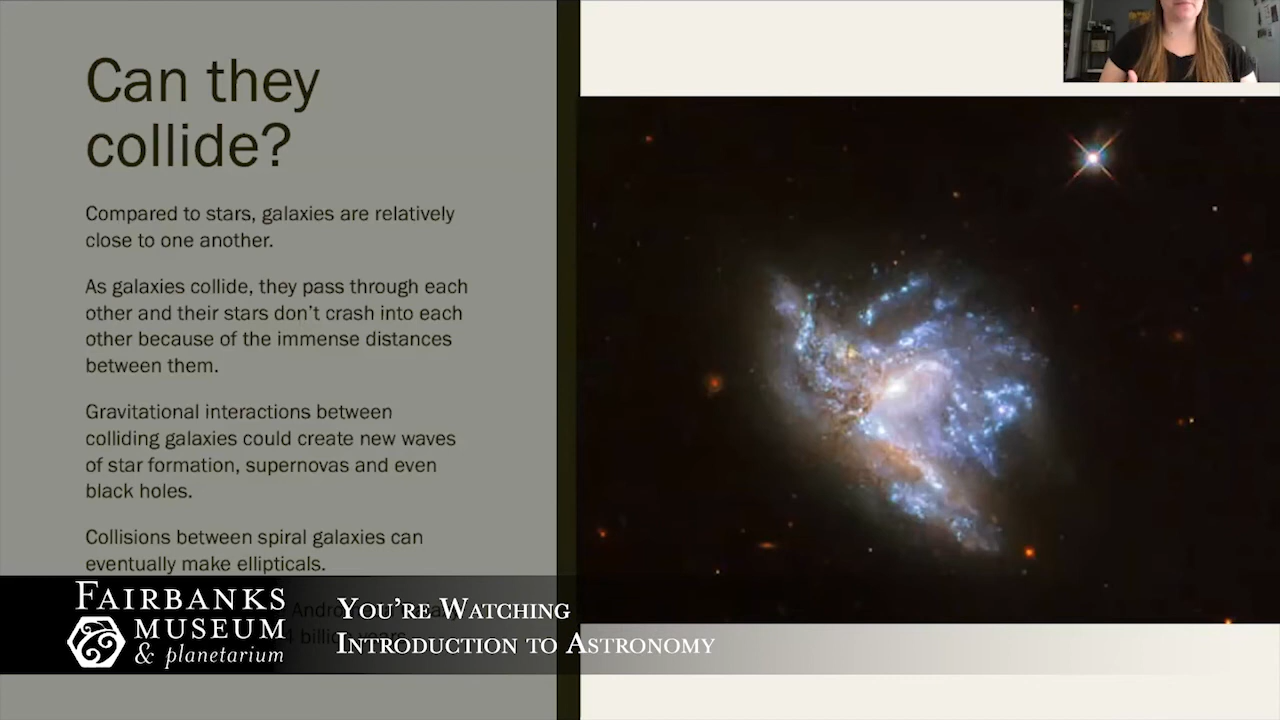 Can they
collide?
Compared to stars, galaxies are relatively
close to one another.
As galaxies collide, they pass through each
other and their stars don't crash into each
other because of the immense distances
between them.
Gravitational interactions between
colliding galaxies could create new waves
of star formation, supernovas and even
black holes.
Collisions between spiral galaxies can
eventually make ellipticals.
billion years
FAIRBANKS
MUSEUM
& planetarium
YOU'RE WATCHING
INTRODUCTION TO ASTRONOMY